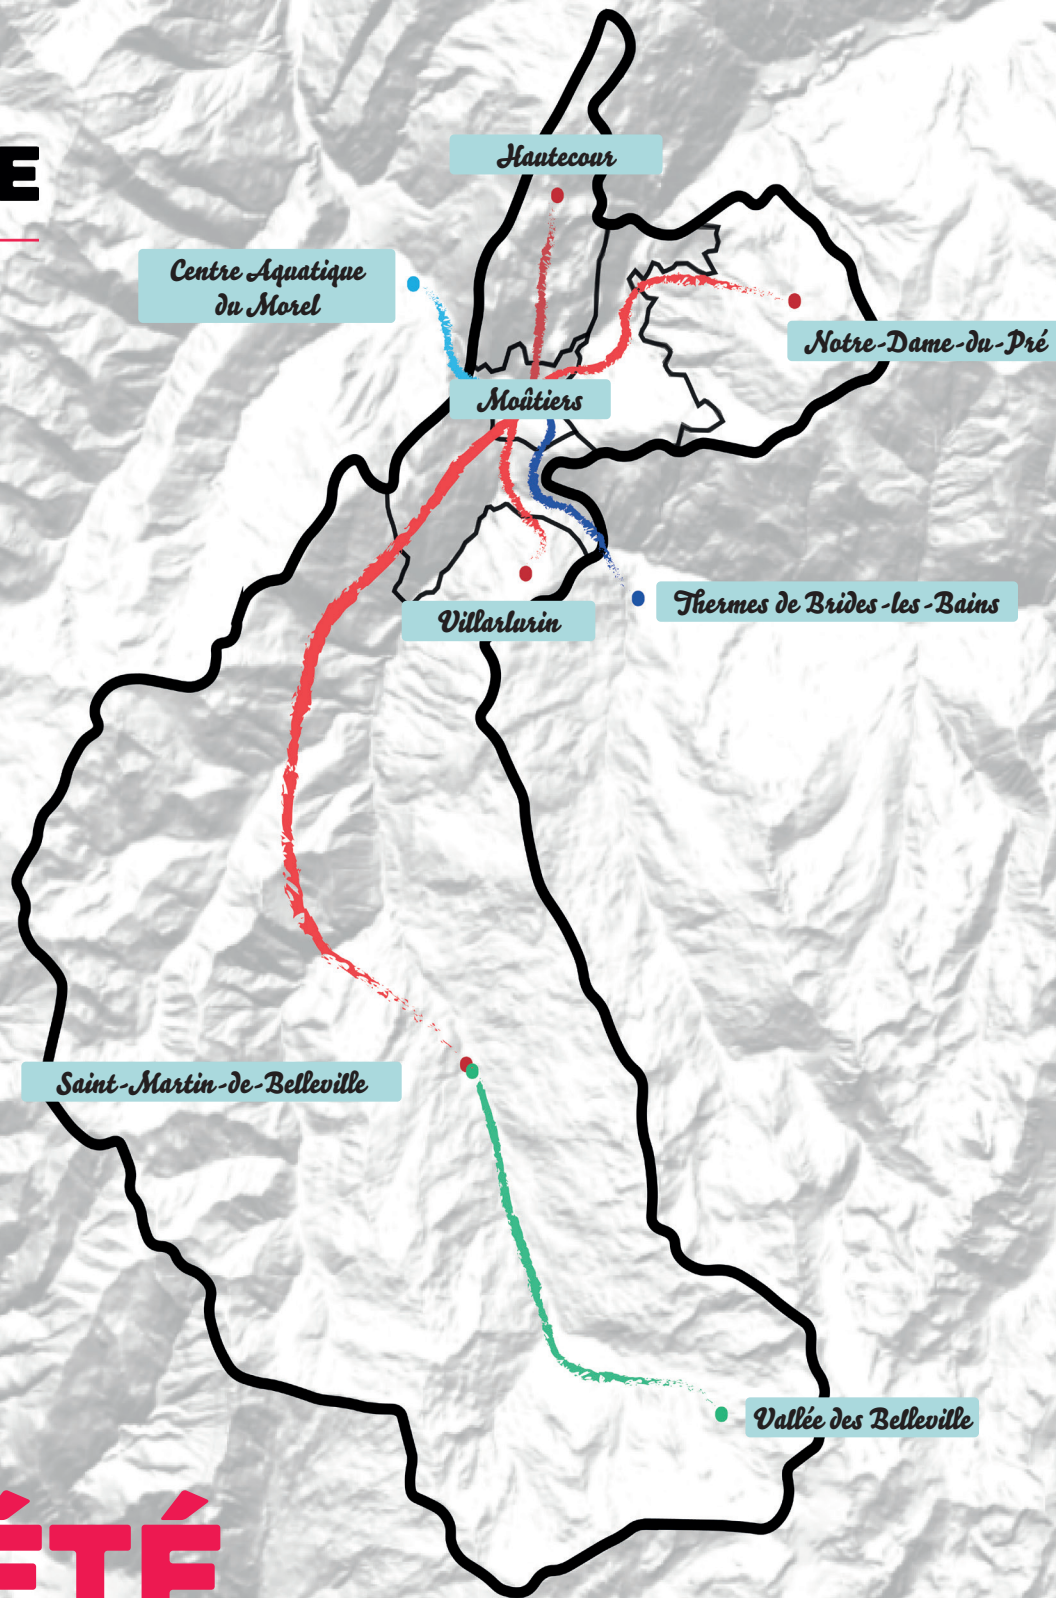 Hautecour
E
Centre Aquatique
du Morel
Notre-Dame-du-Pré
Moûtiers
Thermes de Brides-les-Bains
Villarlurin
Saint-Martin-de-Belleville
Vallée des Belleville
ÉTÉ